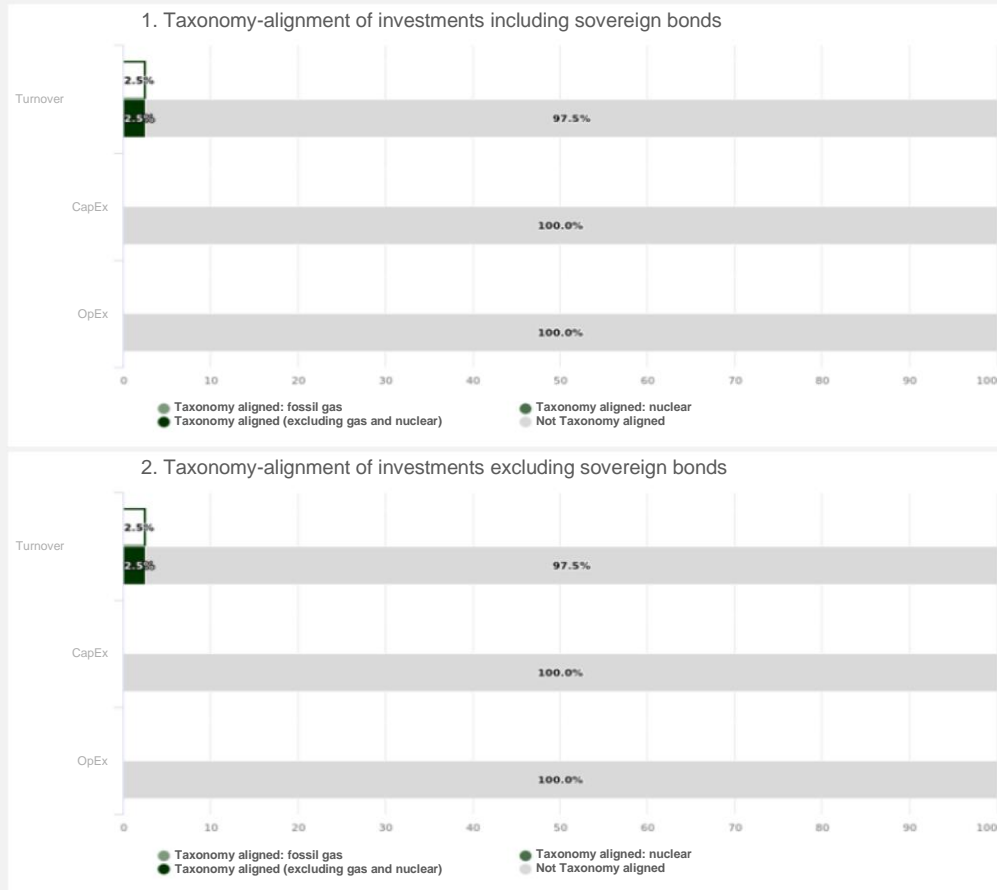 1. Taxonomy-alignment of investments including sovereign bonds
2.5%
Turnover
2.5% 97.5%
CapEx
100.0%
OpEx
100.0%
0 10 20 30 40 50 60 70 80 90 100
Taxonomy aligned: fossil gas Taxonomy aligned: nuclear
Taxonomy aligned (excluding gas and nuclear) Not Taxonomy aligned
2. Taxonomy-alignment of investments excluding sovereign bonds
2.5%
Turnover
2.5% 97.5%
CapEx
100.0%
OpEx
100.0%
0 10 20 30 40 50 60 70 80 90 100
Taxonomy aligned: fossil gas Taxonomy aligned: nuclear
Taxonomy aligned (excluding gas and nuclear) Not Taxonomy aligned